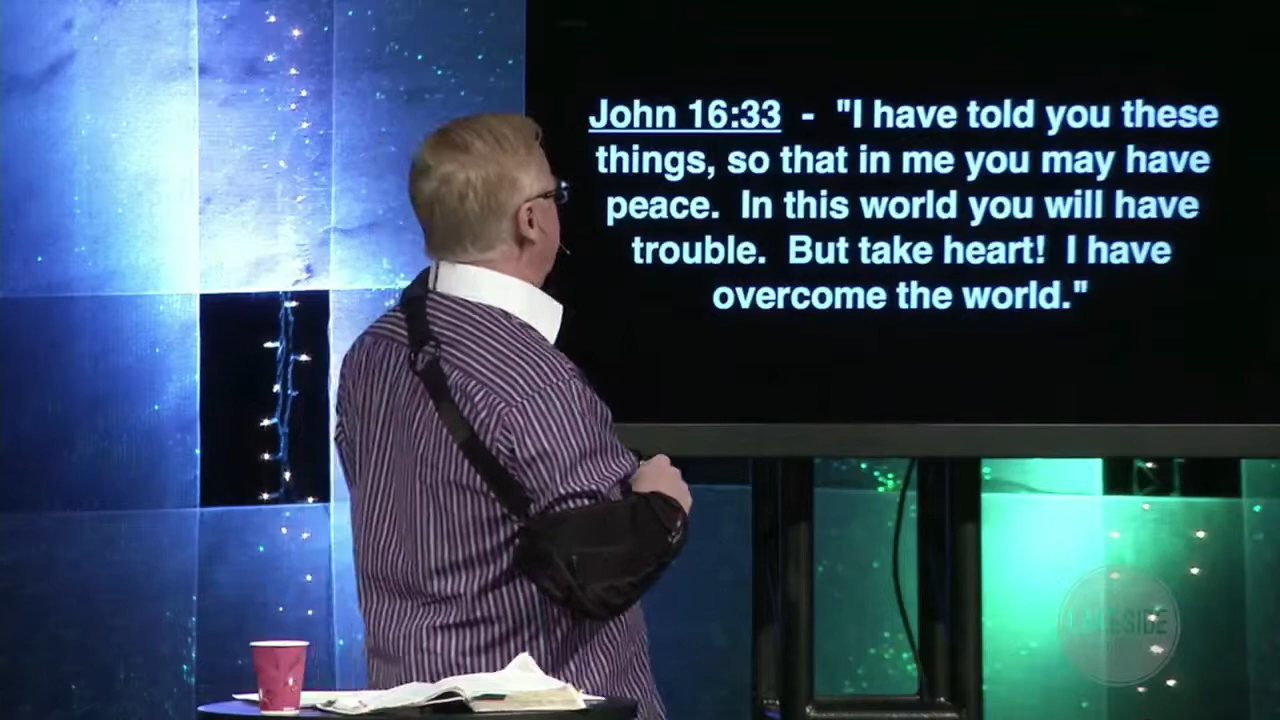 John 16:33 - "I have told you these
things, so that in me you may have
peace. In this world you will have
trouble. But take heart! I have
overcome the world."
LAKESIDE